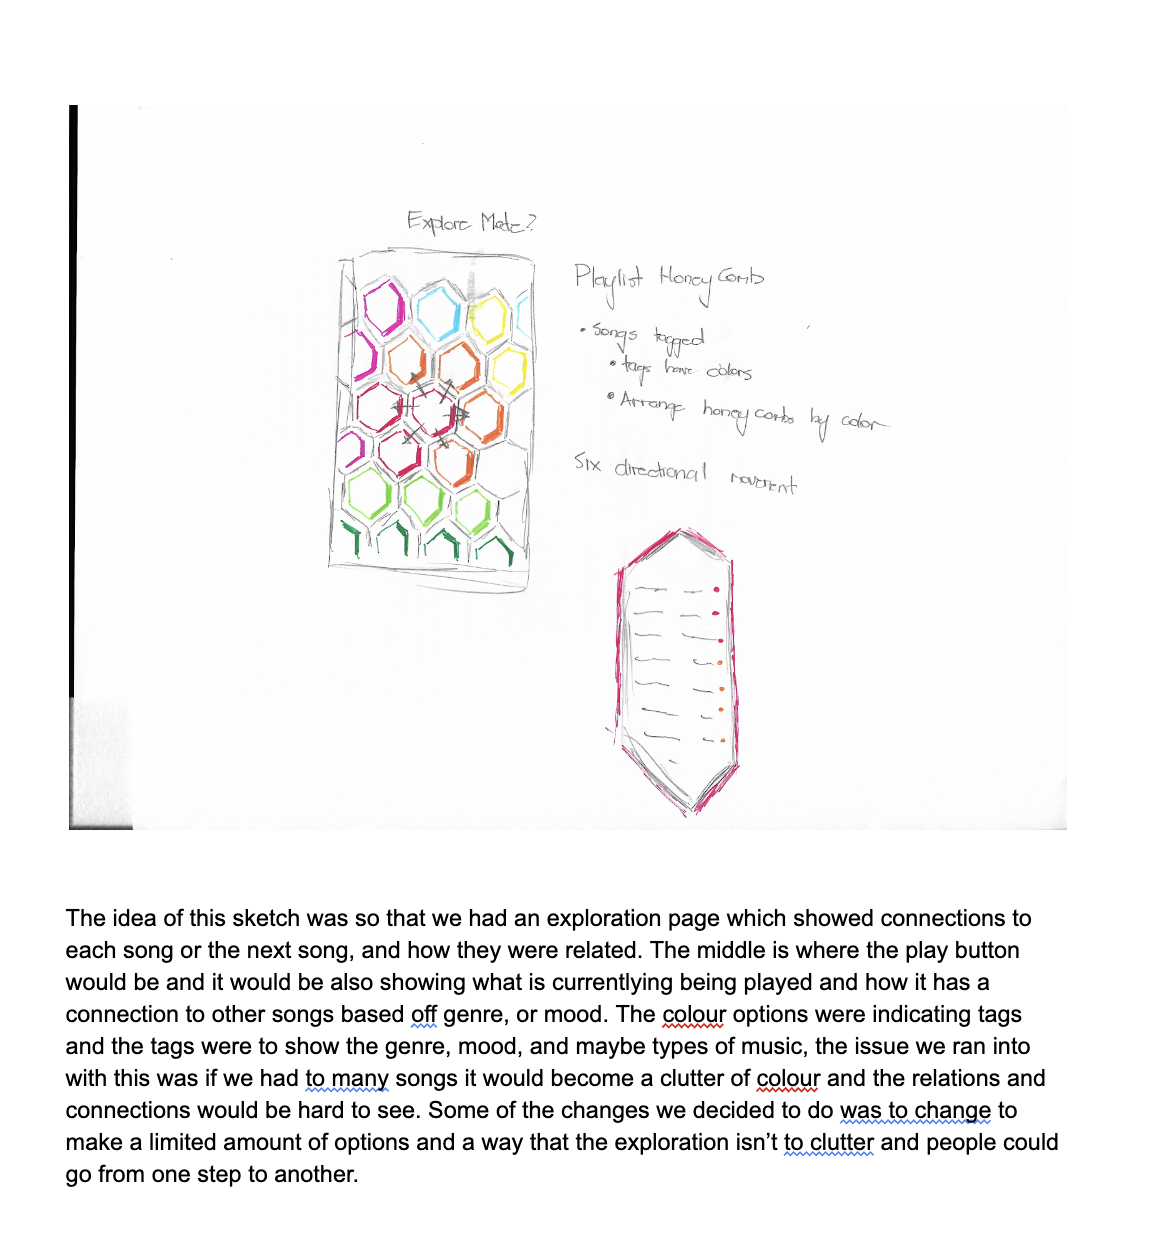 Explore Mode?
Playlist Honey Comb
• Songs tagged
• tags have colors
• Arrange honey combs by color
Six directional movement
The idea of this sketch was so that we had an exploration page which showed connections to
each song or the next song, and how they were related. The middle is where the play button
would be and it would be also showing what is currentlying being played and how it has a
connection to other songs based off genre, or mood. The colour options were indicating tags
and the tags were to show the genre, mood, and maybe types of music, the issue we ran into
with this was if we had to many songs it would become a clutter of colour and the relations and
connections would be hard to see. Some of the changes we decided to do was to change to
make a limited amount of options and a way that the exploration isn’t to clutter and people could
go from one step to another.